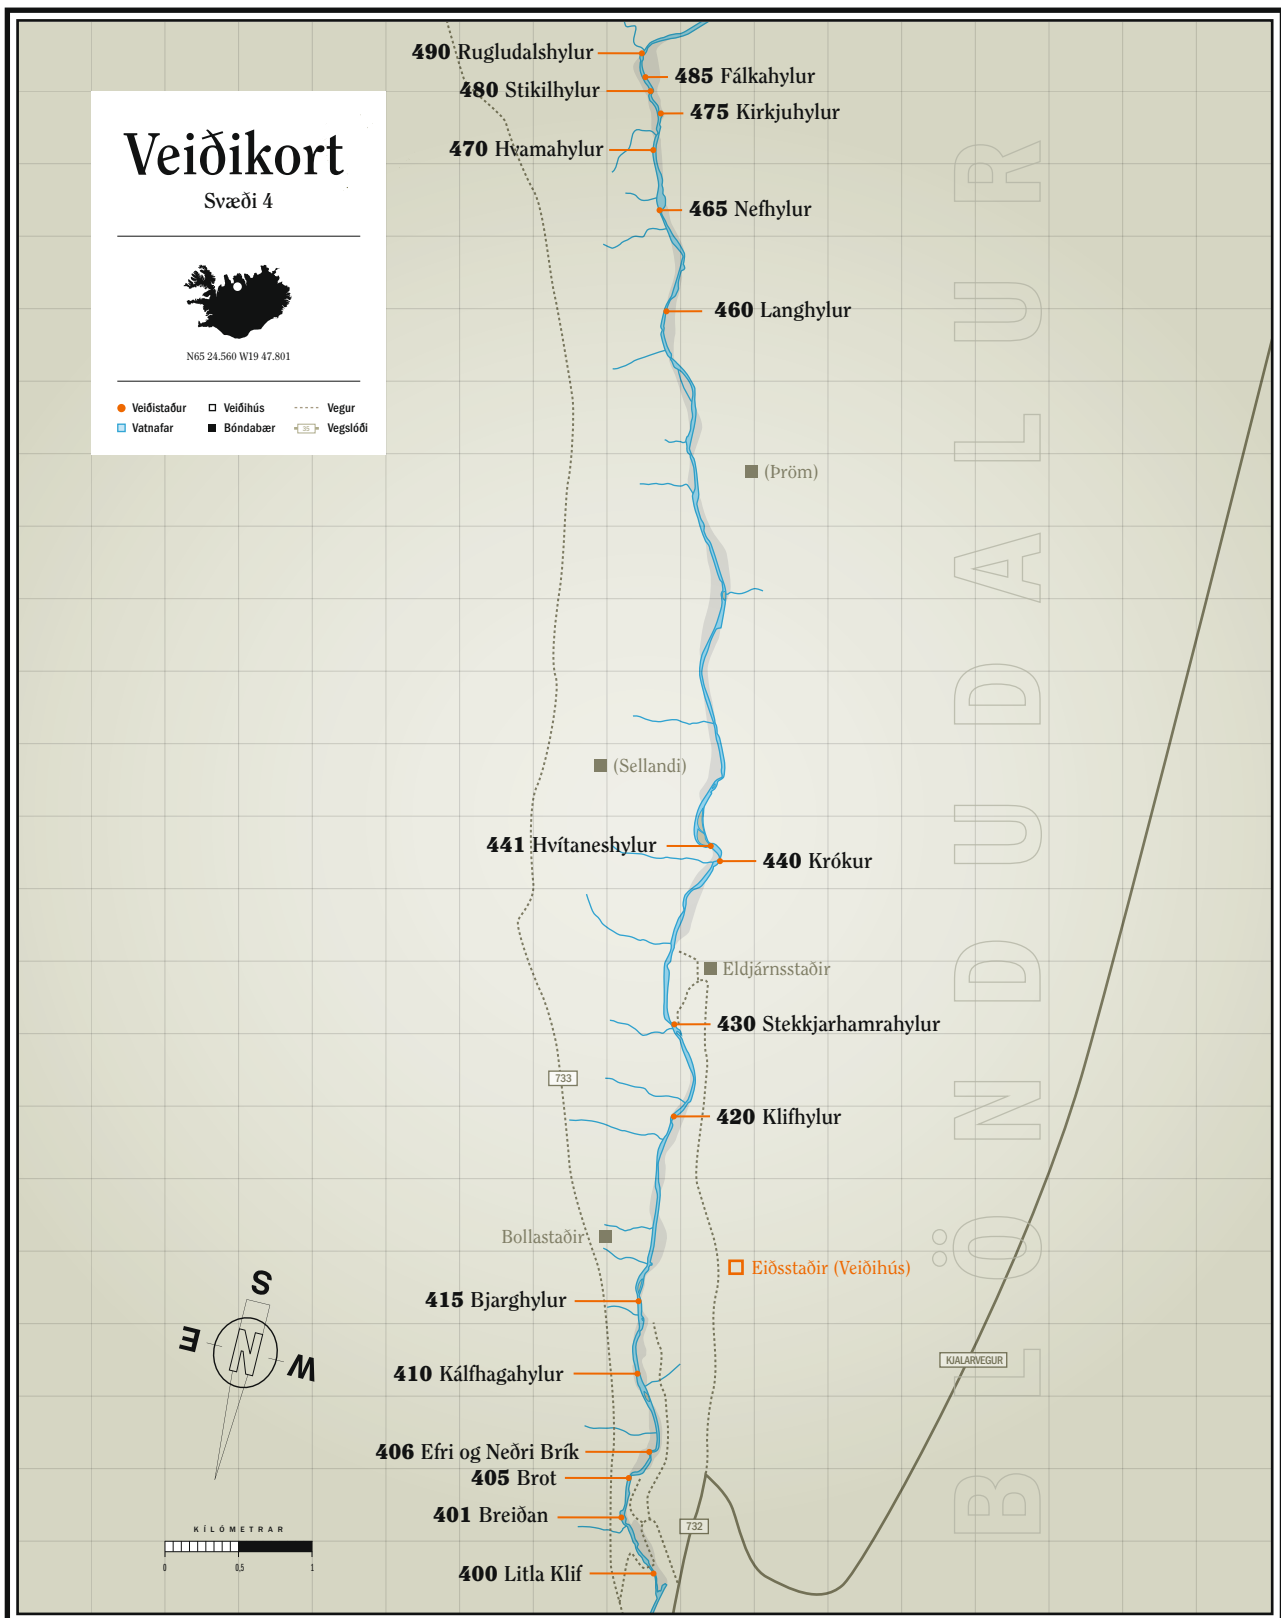 490 Rugludalshylur
485 Fálkahylur
480 Stikilhylur
475 Kirkjuhylur
470 Hvamahylur
465 Nefhylur
460 Langhylur
Veiðikort
Svæði 4
N65 24.560 W19 47.801
Veiðistaður
Veiðihús
Vegur
Vatnafar
Bóndabær
35
Vegslóði
(Þröm)
(Sellandi)
441 Hvítaneshylur
440 Krókur
Eldjárnsstaðir
430 Stekkjarhamrahylur
733
420 Klifhylur
Bollastaðir
Eiðsstaðir (Veiðihús)
415 Bjarghylur
KJALARVEGUR
410 Kálfhagahylur
406 Efri og Neðri Brík
405 Brot
401 Breiðan
732
400 Litla Klif
BLÖNDUDALUR
S
E
N
W
KÍLÓMETRAR
0 0,5 1